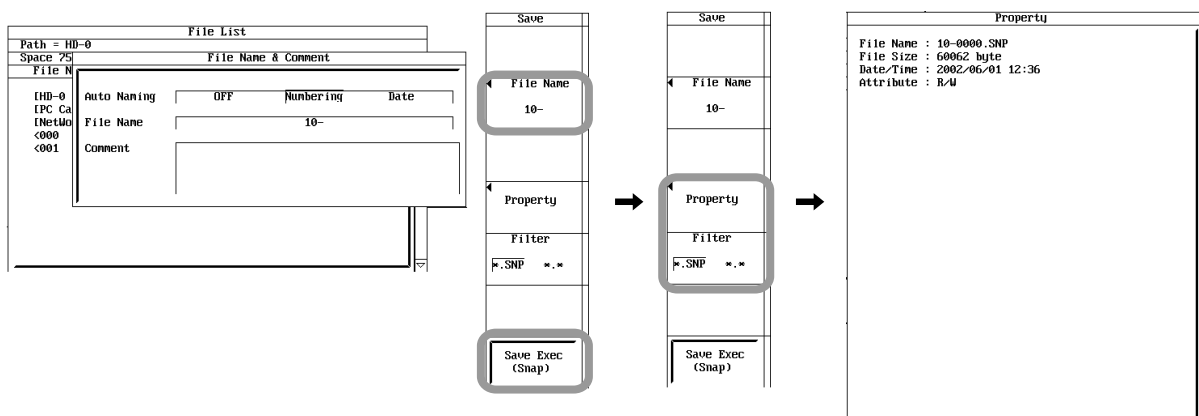 File List
Path = HD-0
Space 75
File N
[HD-0
[PC Ca
[NetWo
<000
<001
File Name & Comment
Auto Naming OFF Numbering Date
File Name 10-
Comment
Save
File Name
10-
Property
Filter
*.SNP *.*
Save Exec
(Snap)
Save
File Name
10-
Property
Filter
*.SNP *.*
Save Exec
(Snap)
Property
File Name : 10-0000.SNP
File Size : 60062 byte
Date/Time : 2002/06/01 12:36
Attribute : R/W